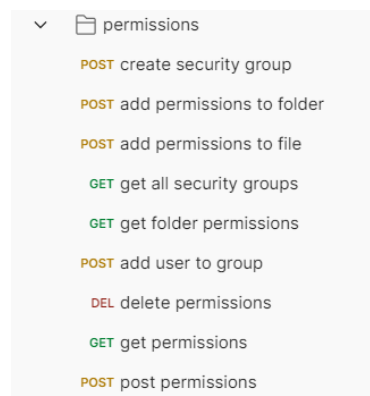 permissions
POST create security group
POST add permissions to folder
POST add permissions to file
GET get all security groups
GET get folder permissions
POST add user to group
DEL delete permissions
GET get permissions
POST post permissions